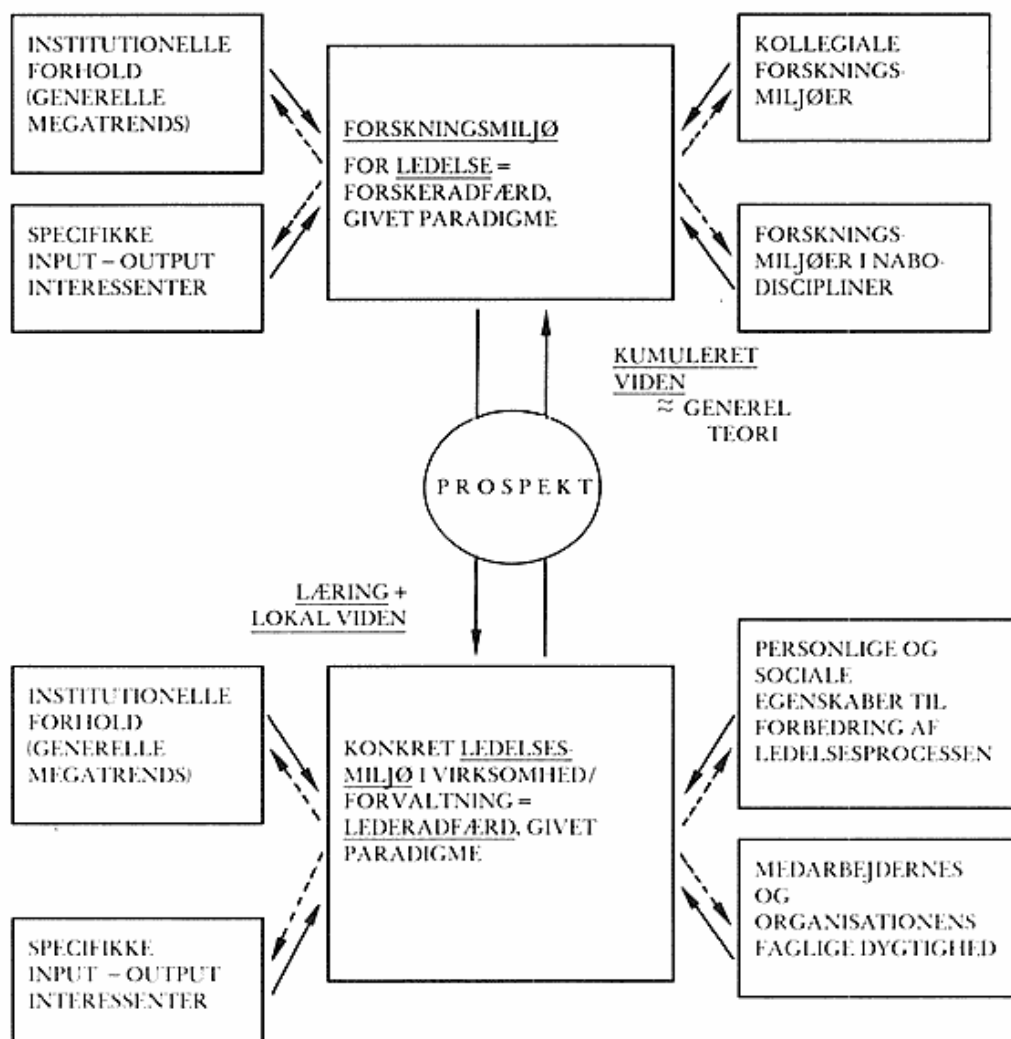 INSTITUTIONELLE
FORHOLD
(GENERELLE
MEGATRENDS)
SPECIFIKKE
INPUT – OUTPUT
INTERESSENTER
FORSKNINGSMILJØ
FOR LEDELSE =
FORSKERADFÆRD,
GIVET PARADIGME
KOLLEGIALE
FORSKNINGS-
MILJØER
FORSKNINGS-
MILJØER I NABO-
DISCIPLINER
KUMULERET
VIDEN
≈ GENEREL
TEORI
PROSPEKT
LÆRING +
LOKAL VIDEN
INSTITUTIONELLE
FORHOLD
(GENERELLE
MEGATRENDS)
SPECIFIKKE
INPUT – OUTPUT
INTERESSENTER
KONKRET LEDELSES-
MILJØ I VIRKSOMHED/
FORVALTNING =
LEDERADFÆRD, GIVET
PARADIGME
PERSONLIGE OG
SOCIALE
EGENSKABER TIL
FORBEDRING AF
LEDELSESPROCESSEN
MEDARBEJDERNES
OG
ORGANISATIONENS
FAGLIGE DYGTIGHED